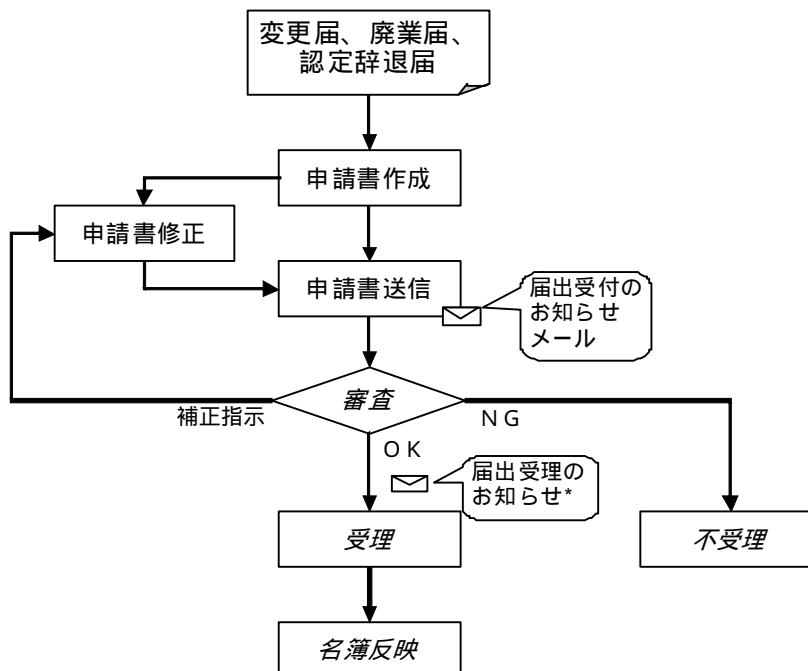 変更届、廃業届、
認定辞退届
申請書作成
申請書修正
申請書送信
届出受付の
お知らせ
メール
審査
補正指示
NG
OK
届出受理の
お知らせ*
受理
不受理
名簿反映